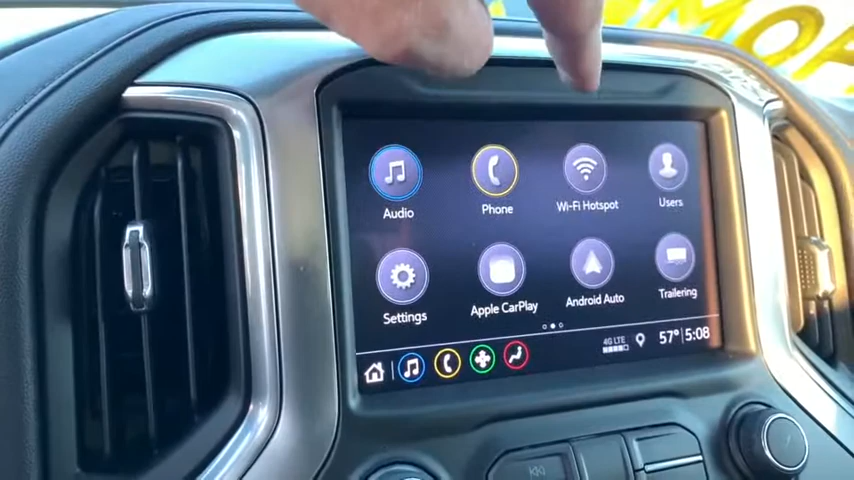 Audio
Phone
Wi-Fi Hotspot
Users
Settings
Apple CarPlay
Android Auto
Trailering
4G LTE
57° 5:08